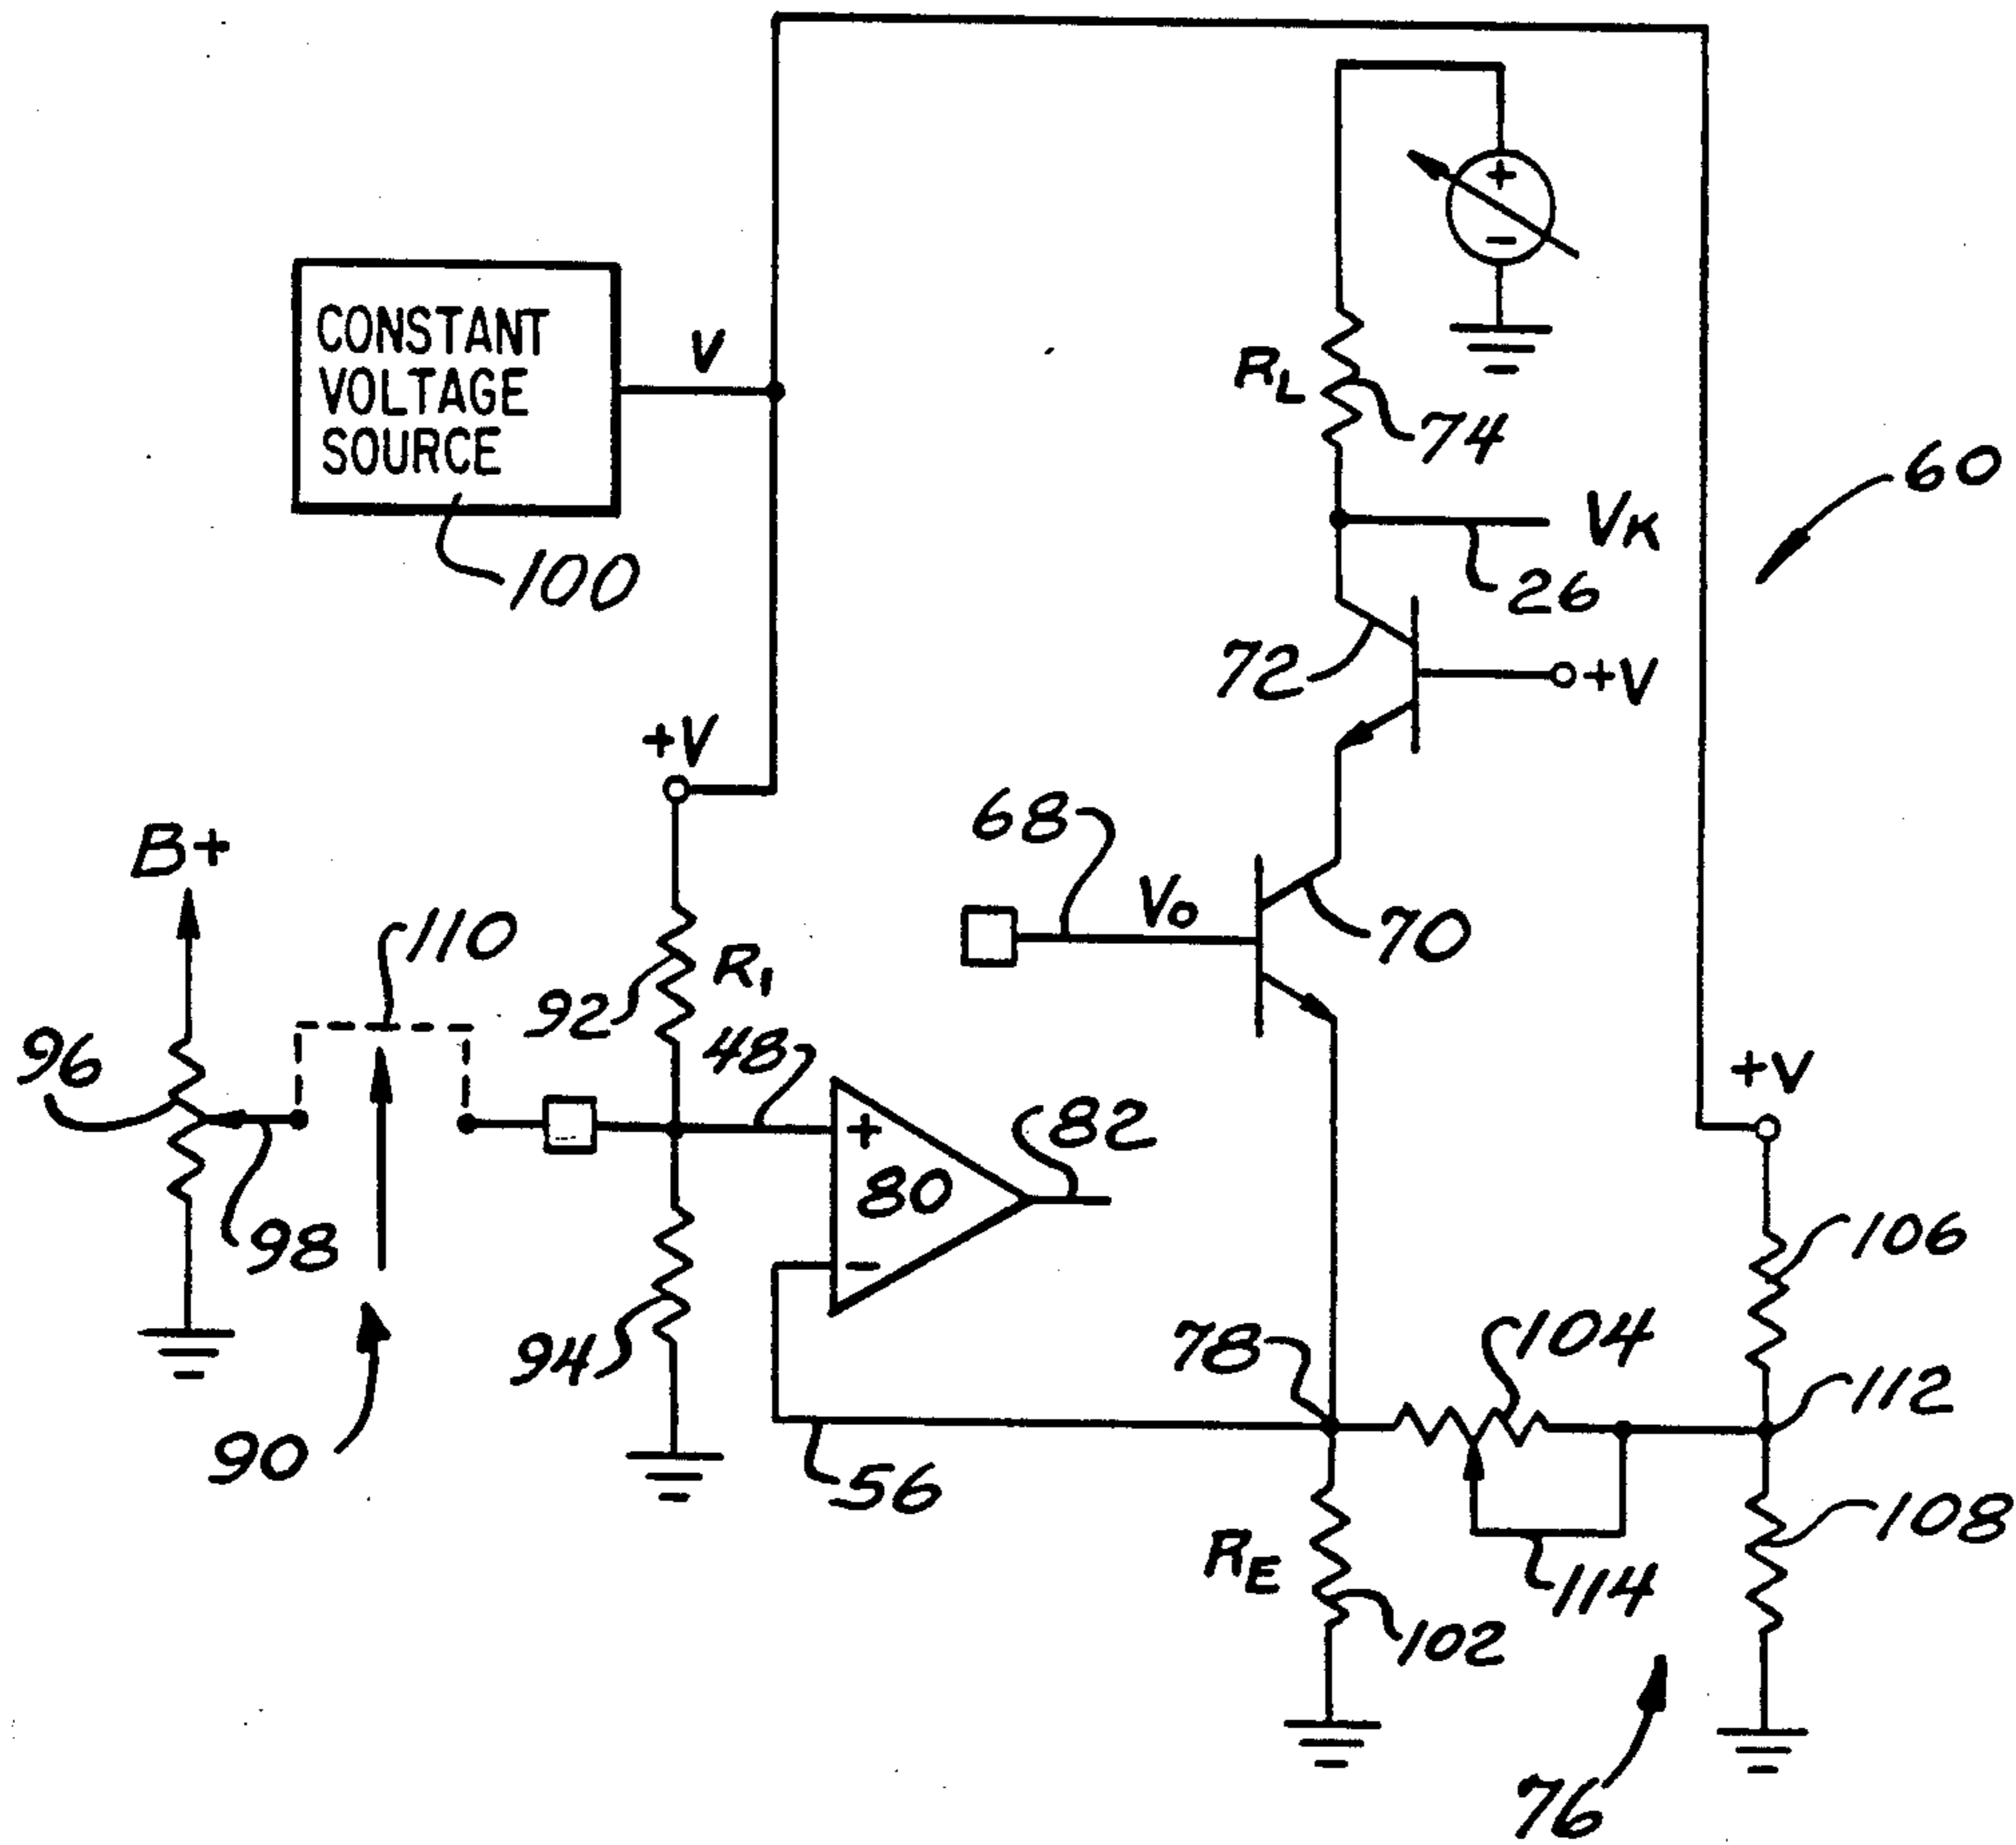 CONSTANT
VOLTAGE
SOURCE
V
100
+
-
RL
74
60
VK
26
72
+V
+V
B+
68
VO
70
110
R1
92
48
96
+V
+
80
-
82
98
106
94
78
104
112
90
56
RE
108
114
102
76